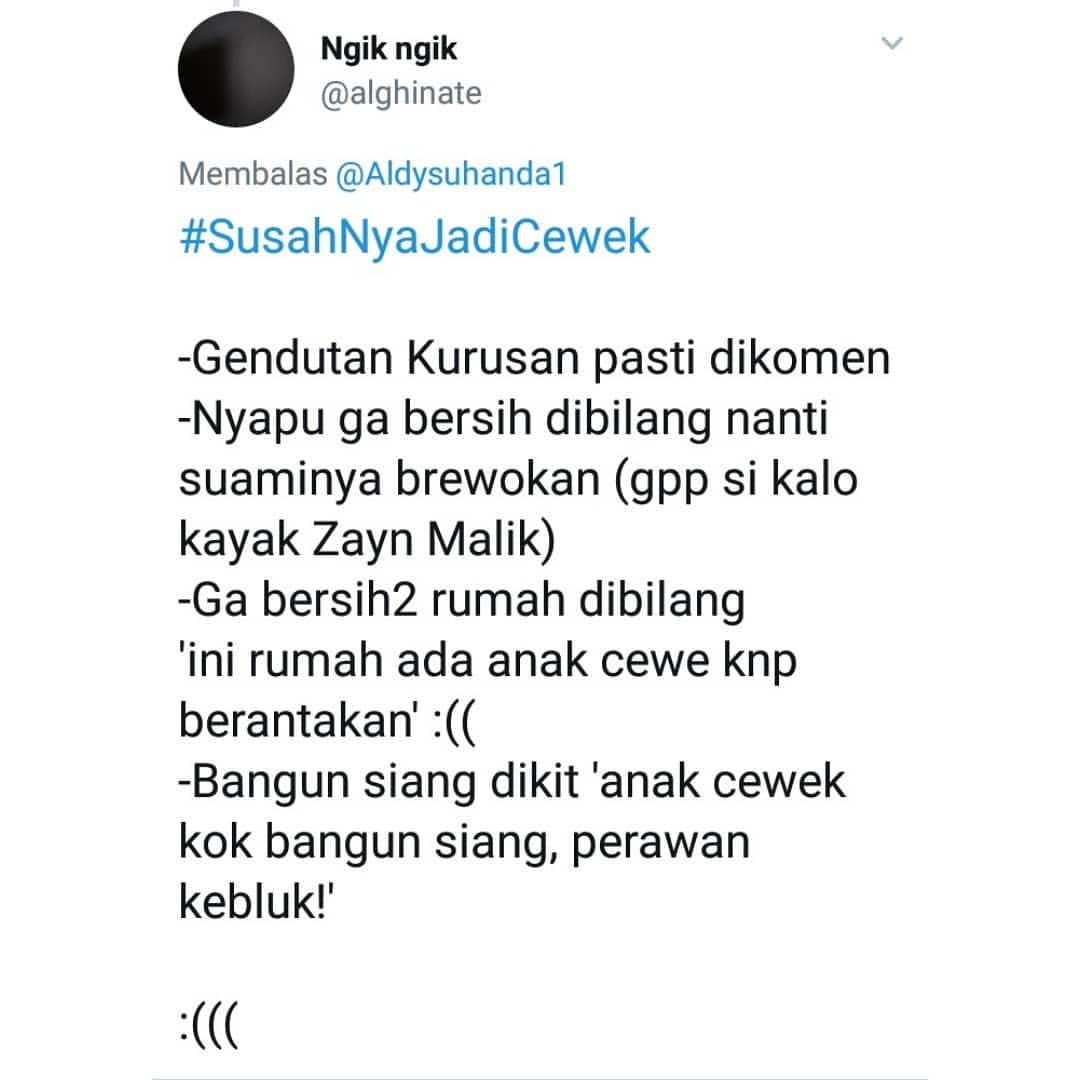 Ngik ngik
@alghinate
Membalas @Aldysuhanda1
#SusahNyaJadiCewek
-Gendutan Kurusan pasti dikomen
-Nyapu ga bersih dibilang nanti
suaminya brewokan (gpp si kalo
kayak Zayn Malik)
-Ga bersih2 rumah dibilang
'ini rumah ada anak cewe knp
berantakan' :((
-Bangun siang dikit 'anak cewek
kok bangun siang, perawan
kebluk!'
:(((